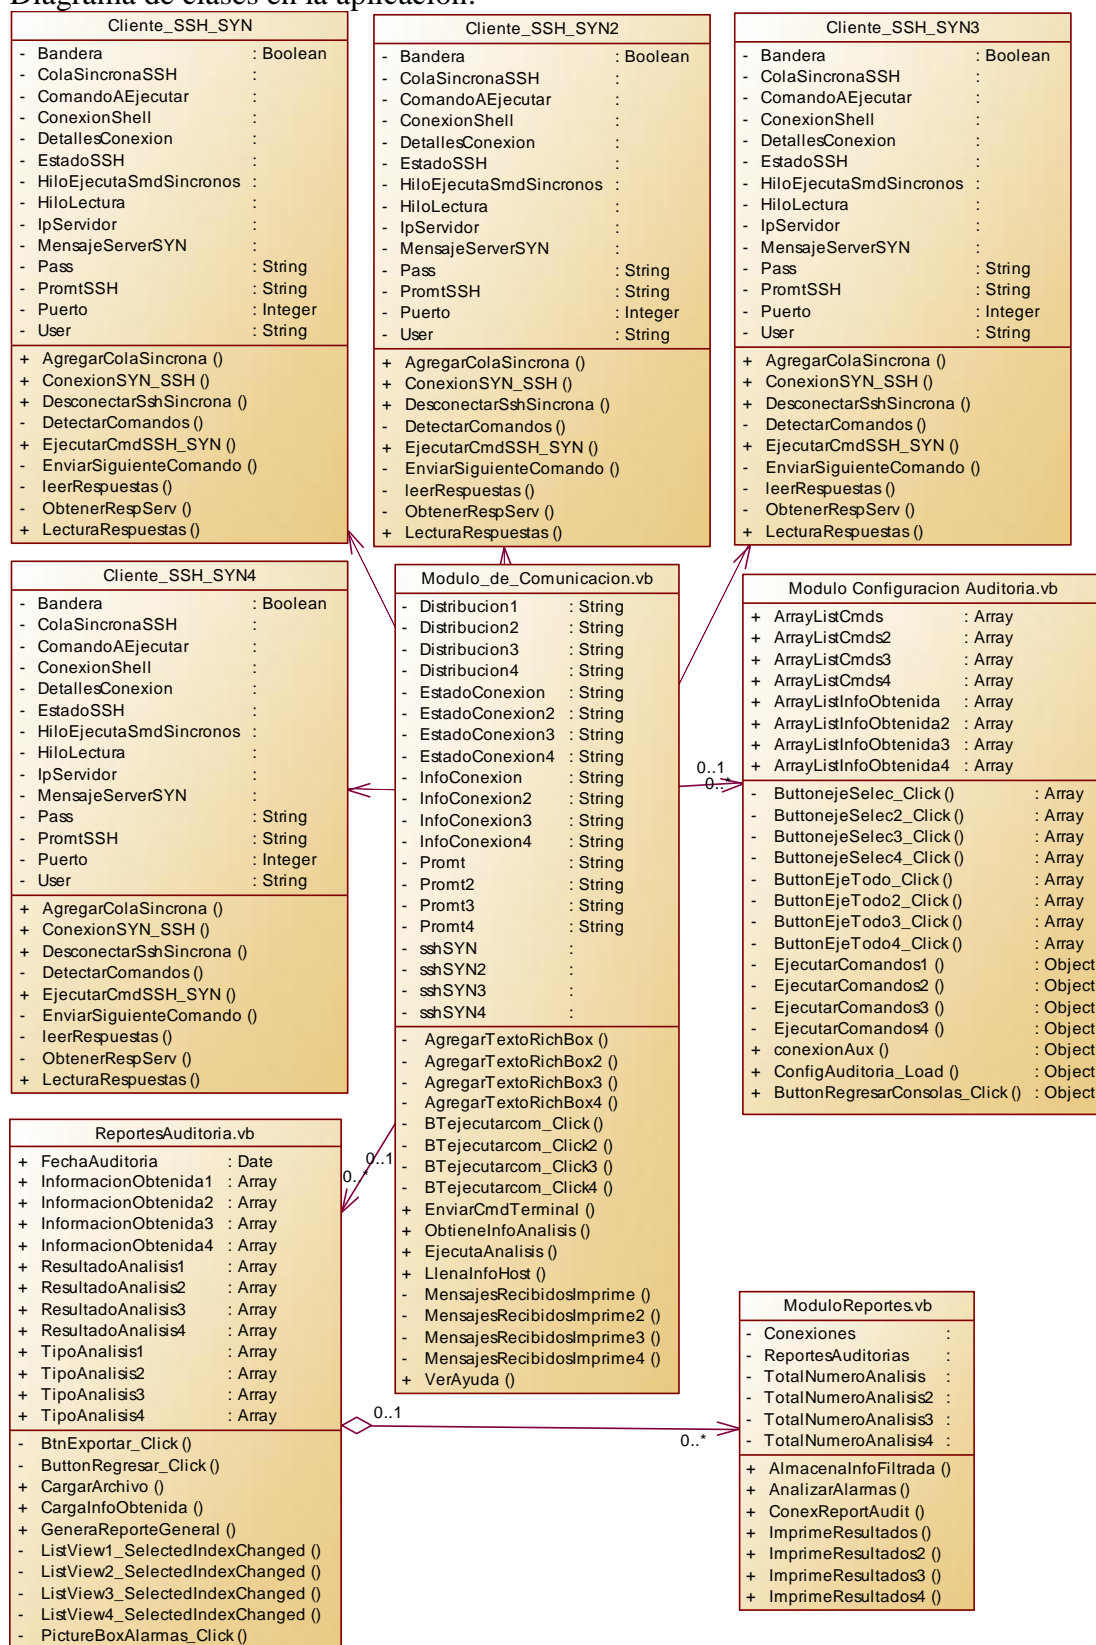 Diagrama de clases en la aplicación:
Cliente_SSH_SYN
- Bandera : Boolean
- ColaSincronaSSH :
- ComandoAEjecutar :
- ConexionShell :
- DetallesConexion :
- EstadoSSH :
- HiloEjecutaSmdSincronos :
- HiloLectura :
- IpServidor :
- MensajeServerSYN :
- Pass : String
- PromtSSH : String
- Puerto : Integer
- User : String
+ AgregarColaSincrona ()
+ ConexionSYN_SSH ()
+ DesconectarSshSincrona ()
- DetectarComandos ()
+ EjecutarCmdSSH_SYN ()
- EnviarSiguienteComando ()
- leerRespuestas ()
- ObtenerRespServ ()
+ LecturaRespuestas ()
Cliente_SSH_SYN2
- Bandera : Boolean
- ColaSincronaSSH :
- ComandoAEjecutar :
- ConexionShell :
- DetallesConexion :
- EstadoSSH :
- HiloEjecutaSmdSincronos :
- HiloLectura :
- IpServidor :
- MensajeServerSYN :
- Pass : String
- PromtSSH : String
- Puerto : Integer
- User : String
+ AgregarColaSincrona ()
+ ConexionSYN_SSH ()
+ DesconectarSshSincrona ()
- DetectarComandos ()
+ EjecutarCmdSSH_SYN ()
- EnviarSiguienteComando ()
- leerRespuestas ()
- ObtenerRespServ ()
+ LecturaRespuestas ()
Cliente_SSH_SYN3
- Bandera : Boolean
- ColaSincronaSSH :
- ComandoAEjecutar :
- ConexionShell :
- DetallesConexion :
- EstadoSSH :
- HiloEjecutaSmdSincronos :
- HiloLectura :
- IpServidor :
- MensajeServerSYN :
- Pass : String
- PromtSSH : String
- Puerto : Integer
- User : String
+ AgregarColaSincrona ()
+ ConexionSYN_SSH ()
+ DesconectarSshSincrona ()
- DetectarComandos ()
+ EjecutarCmdSSH_SYN ()
- EnviarSiguienteComando ()
- leerRespuestas ()
- ObtenerRespServ ()
+ LecturaRespuestas ()
Cliente_SSH_SYN4
- Bandera : Boolean
- ColaSincronaSSH :
- ComandoAEjecutar :
- ConexionShell :
- DetallesConexion :
- EstadoSSH :
- HiloEjecutaSmdSincronos :
- HiloLectura :
- IpServidor :
- MensajeServerSYN :
- Pass : String
- PromtSSH : String
- Puerto : Integer
- User : String
+ AgregarColaSincrona ()
+ ConexionSYN_SSH ()
+ DesconectarSshSincrona ()
- DetectarComandos ()
+ EjecutarCmdSSH_SYN ()
- EnviarSiguienteComando ()
- leerRespuestas ()
- ObtenerRespServ ()
+ LecturaRespuestas ()
Modulo_de_Comunicacion.vb
- Distribucion1 : String
- Distribucion2 : String
- Distribucion3 : String
- Distribucion4 : String
- EstadoConexion : String
- EstadoConexion2 : String
- EstadoConexion3 : String
- EstadoConexion4 : String
- InfoConexion : String
- InfoConexion2 : String
- InfoConexion3 : String
- InfoConexion4 : String
- Promt : String
- Promt2 : String
- Promt3 : String
- Promt4 : String
- sshSYN :
- sshSYN2 :
- sshSYN3 :
- sshSYN4 :
- AgregarTextoRichBox ()
- AgregarTextoRichBox2 ()
- AgregarTextoRichBox3 ()
- AgregarTextoRichBox4 ()
- BTejecutarcom_Click ()
- BTejecutarcom_Click2 ()
- BTejecutarcom_Click3 ()
- BTejecutarcom_Click4 ()
+ EnviarCmdTerminal ()
+ ObtieneInfoAnalisis ()
+ EjecutaAnalisis ()
+ LlenaInfoHost ()
- MensajesRecibidosImprime ()
- MensajesRecibidosImprime2 ()
- MensajesRecibidosImprime3 ()
- MensajesRecibidosImprime4 ()
+ VerAyuda ()
0..1
0..*
Modulo Configuracion Auditoria.vb
+ ArrayListCmds : Array
+ ArrayListCmds2 : Array
+ ArrayListCmds3 : Array
+ ArrayListCmds4 : Array
+ ArrayListInfoObtenida : Array
+ ArrayListInfoObtenida2 : Array
+ ArrayListInfoObtenida3 : Array
+ ArrayListInfoObtenida4 : Array
- ButtonejeSelec_Click () : Array
- ButtonejeSelec2_Click () : Array
- ButtonejeSelec3_Click () : Array
- ButtonejeSelec4_Click () : Array
- ButtonEjeTodo_Click () : Array
- ButtonEjeTodo2_Click () : Array
- ButtonEjeTodo3_Click () : Array
- ButtonEjeTodo4_Click () : Array
- EjecutarComandos1 () : Object
- EjecutarComandos2 () : Object
- EjecutarComandos3 () : Object
- EjecutarComandos4 () : Object
+ conexionAux () : Object
+ ConfigAuditoria_Load () : Object
+ ButtonRegresarConsolas_Click () : Object
0..1
0..*
ReportesAuditoria.vb
+ FechaAuditoria : Date
+ InformacionObtenida1 : Array
+ InformacionObtenida2 : Array
+ InformacionObtenida3 : Array
+ InformacionObtenida4 : Array
+ ResultadoAnalisis1 : Array
+ ResultadoAnalisis2 : Array
+ ResultadoAnalisis3 : Array
+ ResultadoAnalisis4 : Array
+ TipoAnalisis1 : Array
+ TipoAnalisis2 : Array
+ TipoAnalisis3 : Array
+ TipoAnalisis4 : Array
- BtnExportar_Click ()
- ButtonRegresar_Click ()
+ CargarArchivo ()
+ CargaInfoObtenida ()
+ GeneraReporteGeneral ()
- ListView1_SelectedIndexChanged ()
- ListView2_SelectedIndexChanged ()
- ListView3_SelectedIndexChanged ()
- ListView4_SelectedIndexChanged ()
- PictureBoxAlarmas_Click ()
0..1
0..*
ModuloReportes.vb
- Conexiones :
- ReportesAuditorias :
- TotalNumeroAnalisis :
- TotalNumeroAnalisis2 :
- TotalNumeroAnalisis3 :
- TotalNumeroAnalisis4 :
+ AlmacenaInfoFiltrada ()
+ AnalizarAlarmas ()
+ ConexReportAudit ()
+ ImprimeResultados ()
+ ImprimeResultados2 ()
+ ImprimeResultados3 ()
+ ImprimeResultados4 ()